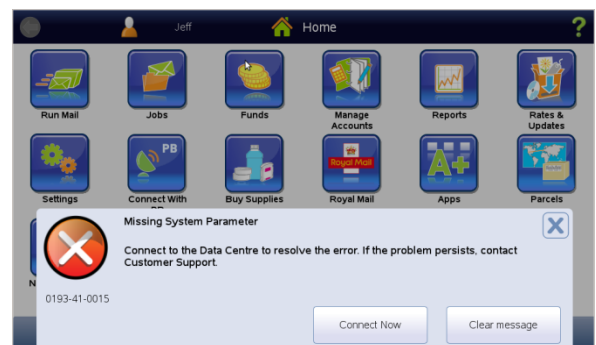 Jeff
Home
?
Run Mail
Jobs
Funds
Manage
Accounts
Reports
Rates &
Updates
PB
Royal Mail
A+
Settings
Connect With
Buy Supplies
Royal Mail
Apps
Parcels
Missing System Parameter
Connect to the Data Centre to resolve the error. If the problem persists, contact
Customer Support.
0193-41-0015
Connect Now
Clear message